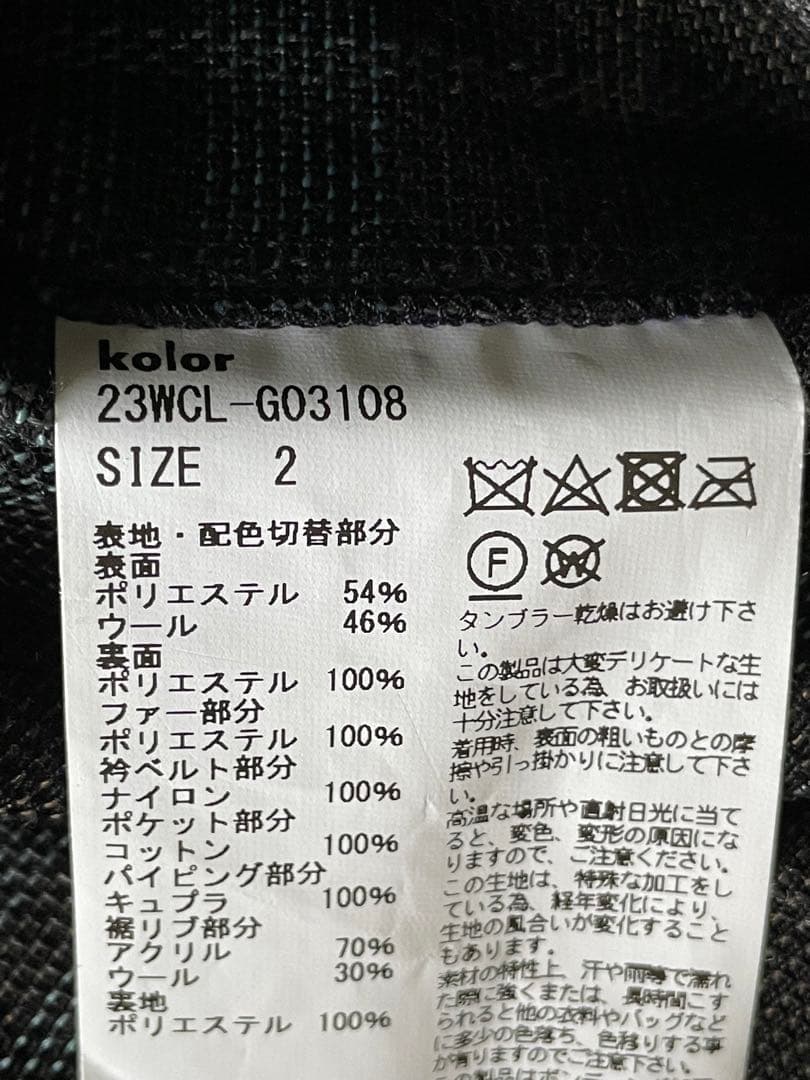 kolor
23WCL-G03108
SIZE 2
表地・配色切替部分
表面
ポリエステル 54%
ウール 46%
裏面
ポリエステル 100%
ファー部分
ポリエステル 100%
衿ベルト部分
ナイロン 100%
ポケット部分
コットン 100%
パイピング部分
キュプラ 100%
裾リブ部分
アクリル 70%
ウール 30%
裏地
ポリエステル 100%
F
W
タンブラー乾燥はお避け下さ
い。
この製品は大変デリケートな生
地をしている為、お取扱いには
十分注意して下さい。
着用時、表面の粗いものとの摩
擦や引っ掛かりに注意して下さ
い。
高温な場所や直射日光に当て
ると、変色、変形の原因にな
りますので、ご注意ください。
この生地は、特殊な加工をし
ている為、経年変化により、
生地の風合いが変化すること
もあります。
素材の特性上、汗や雨等で濡れ
た際に強くまたは、長時間こす
られると他の衣料やバッグなど
に多少の色落ち、色移りする事
が有りますのでご注意下さい。
この製品はボンディ